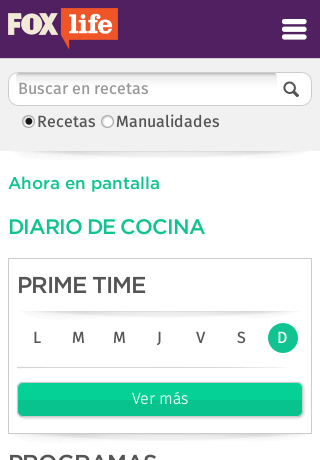 FOX life
Buscar en recetas
Recetas Manualidades
Ahora en pantalla
DIARIO DE COCINA
PRIME TIME
L M M J V S D
Ver más
PROGRAMAS